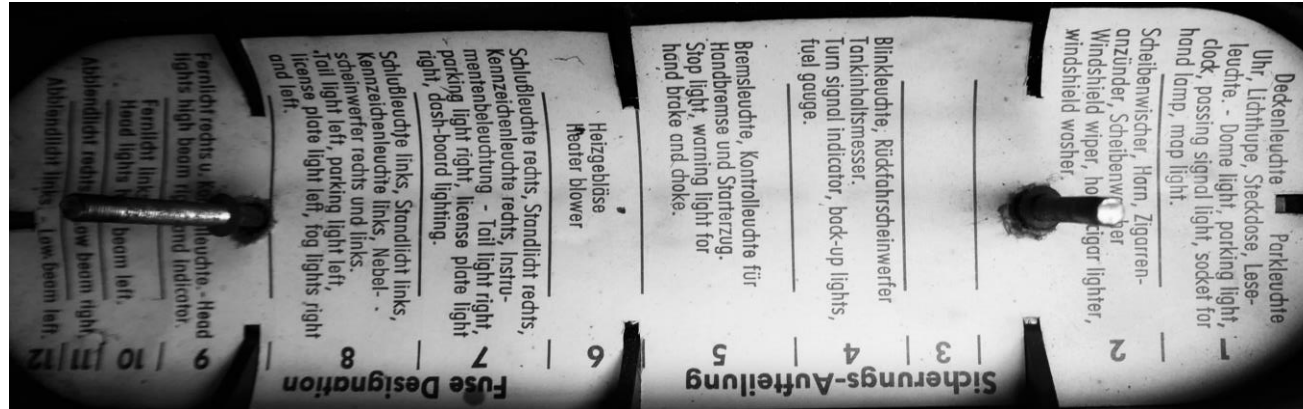 Sicherungs-Aufteilung
Fuse Designation
1
Deckenleuchte Parkleuchte
Uhr, Lichthupe, Steckdose, Lese-
leuchte. - Dome light, parking light,
clock, passing signal light, socket for
hand lamp, map light.
2
Scheibenwischer, Horn, Zigarren-
anzünder,
Windshield wiper, cigar lighter,
windshield washer.
3
4
Blinkleuchte, Rückfahrscheinwerfer
Tankinhaltsmesser.
Turn signal indicator, back-up lights,
fuel gauge.
5
Bremsleuchte, Kontrolleuchte für
Handbremse und Starterzug.
Stop light, warning light for
hand brake and choke.
6
Heizgebläse
Heater blower
7
Schlußleuchte rechts, Standlicht rechts,
Kennzeichenleuchte rechts, Instru-
mentenbeleuchtung - Tail light right,
parking light right, license plate light
right, dash-board lighting.
8
Schlußleuchte links, Standlicht links,
Kennzeichenleuchte links, Nebel-
scheinwerfer rechts und links.
Tail light left, parking light left,
license plate light left, fog lights right
and left.
9
Fernlicht rechts u. - Head
lights high beam and indicator.
10
Fernlicht
Head lights beam left.
11
Abblendlicht rechts Low beam right,
12
Abblendlicht links. - Low beam left.